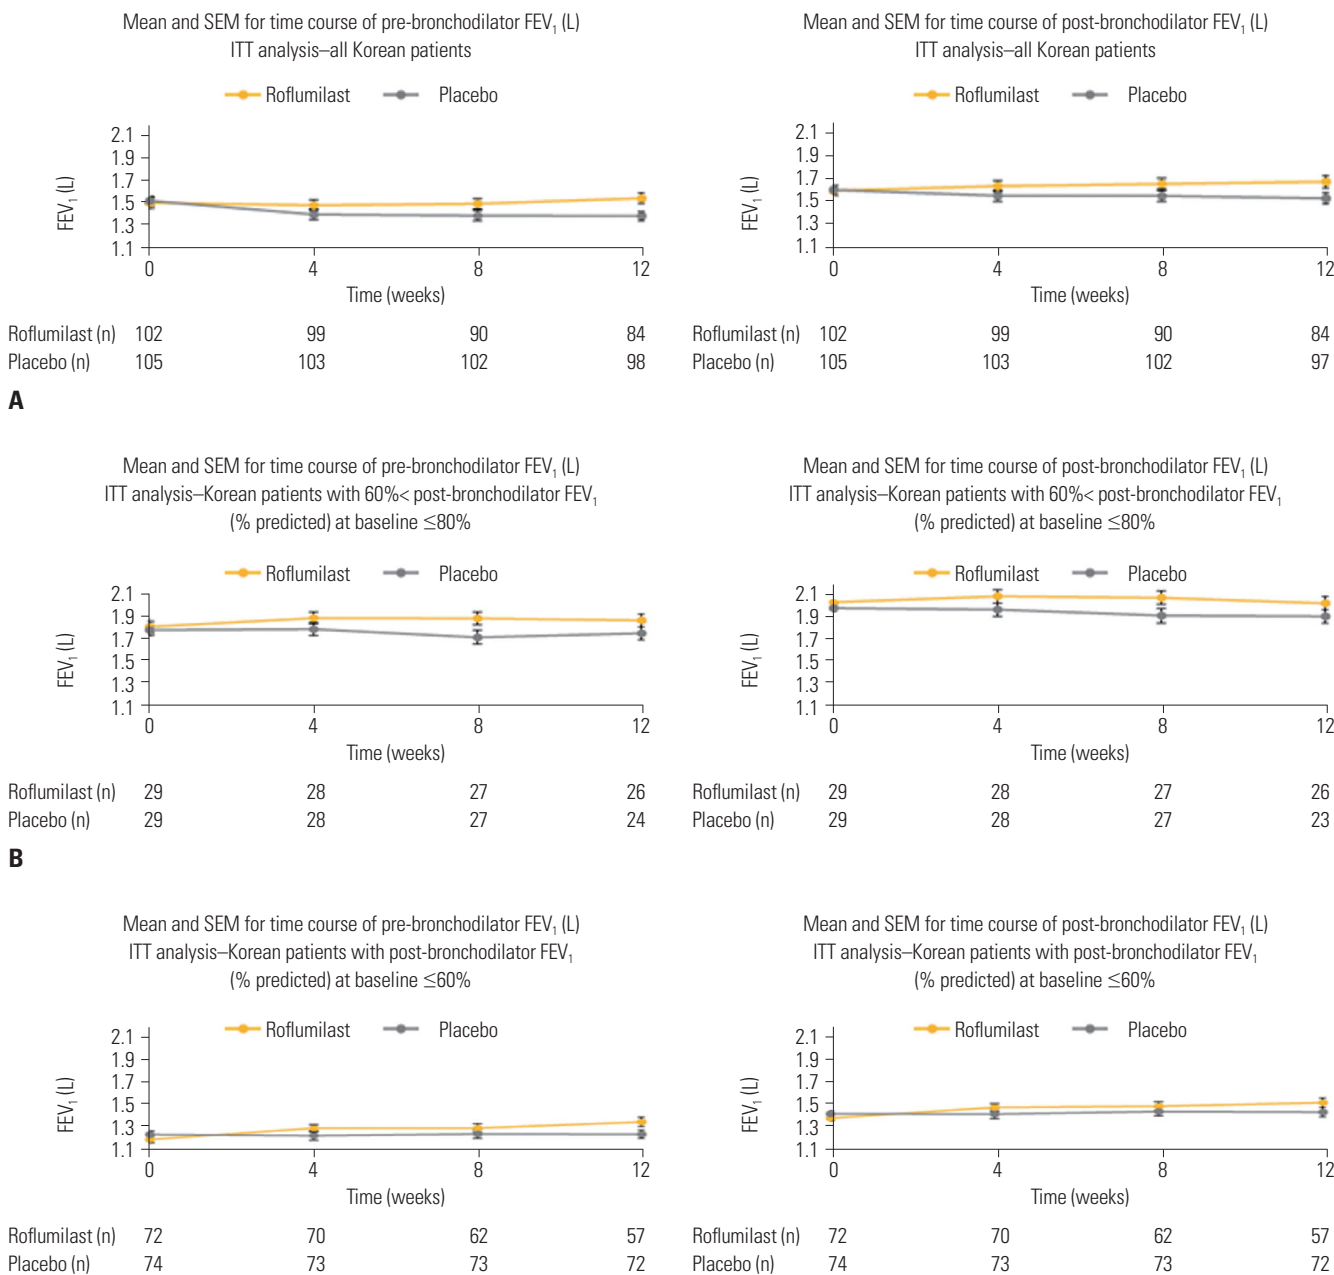 Mean and SEM for time course of pre-bronchodilator FEV₁ (L)
ITT analysis–all Korean patients
Roflumilast Placebo
2.1
1.9
1.7
1.5
1.3
1.1
FEV₁ (L)
0 4 8 12
Time (weeks)
Roflumilast (n) 102 99 90 84
Placebo (n) 105 103 102 98
Mean and SEM for time course of post-bronchodilator FEV₁ (L)
ITT analysis–all Korean patients
Roflumilast Placebo
2.1
1.9
1.7
1.5
1.3
1.1
FEV₁ (L)
0 4 8 12
Time (weeks)
Roflumilast (n) 102 99 90 84
Placebo (n) 105 103 102 97
A
Mean and SEM for time course of pre-bronchodilator FEV₁ (L)
ITT analysis–Korean patients with 60%< post-bronchodilator FEV₁
(% predicted) at baseline ≤80%
Roflumilast Placebo
2.1
1.9
1.7
1.5
1.3
1.1
FEV₁ (L)
0 4 8 12
Time (weeks)
Roflumilast (n) 29 28 27 26
Placebo (n) 29 28 27 24
Mean and SEM for time course of post-bronchodilator FEV₁ (L)
ITT analysis–Korean patients with 60%< post-bronchodilator FEV₁
(% predicted) at baseline ≤80%
Roflumilast Placebo
2.1
1.9
1.7
1.5
1.3
1.1
FEV₁ (L)
0 4 8 12
Time (weeks)
Roflumilast (n) 29 28 27 26
Placebo (n) 29 28 27 23
B
Mean and SEM for time course of pre-bronchodilator FEV₁ (L)
ITT analysis–Korean patients with post-bronchodilator FEV₁
(% predicted) at baseline ≤60%
Roflumilast Placebo
2.1
1.9
1.7
1.5
1.3
1.1
FEV₁ (L)
0 4 8 12
Time (weeks)
Roflumilast (n) 72 70 62 57
Placebo (n) 74 73 73 72
Mean and SEM for time course of post-bronchodilator FEV₁ (L)
ITT analysis–Korean patients with post-bronchodilator FEV₁
(% predicted) at baseline ≤60%
Roflumilast Placebo
2.1
1.9
1.7
1.5
1.3
1.1
FEV₁ (L)
0 4 8 12
Time (weeks)
Roflumilast (n) 72 70 62 57
Placebo (n) 74 73 73 72